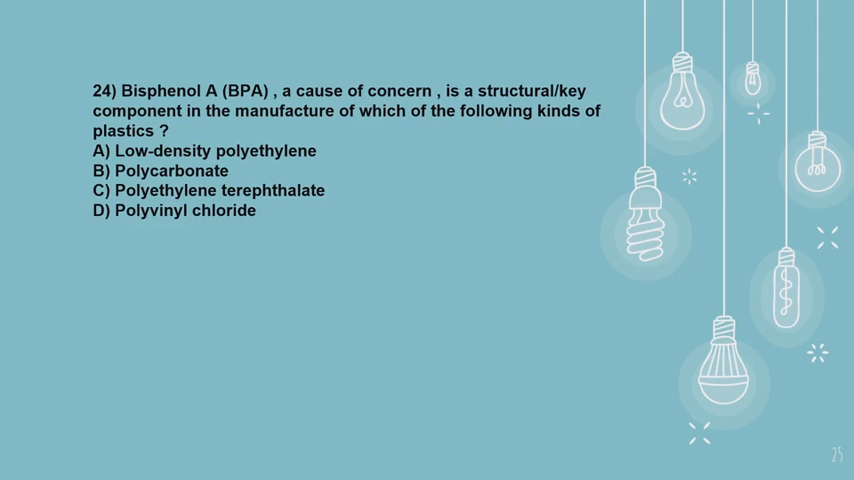 24) Bisphenol A (BPA) , a cause of concern , is a structural/key
component in the manufacture of which of the following kinds of
plastics ?
A) Low-density polyethylene
B) Polycarbonate
C) Polyethylene terephthalate
D) Polyvinyl chloride
25